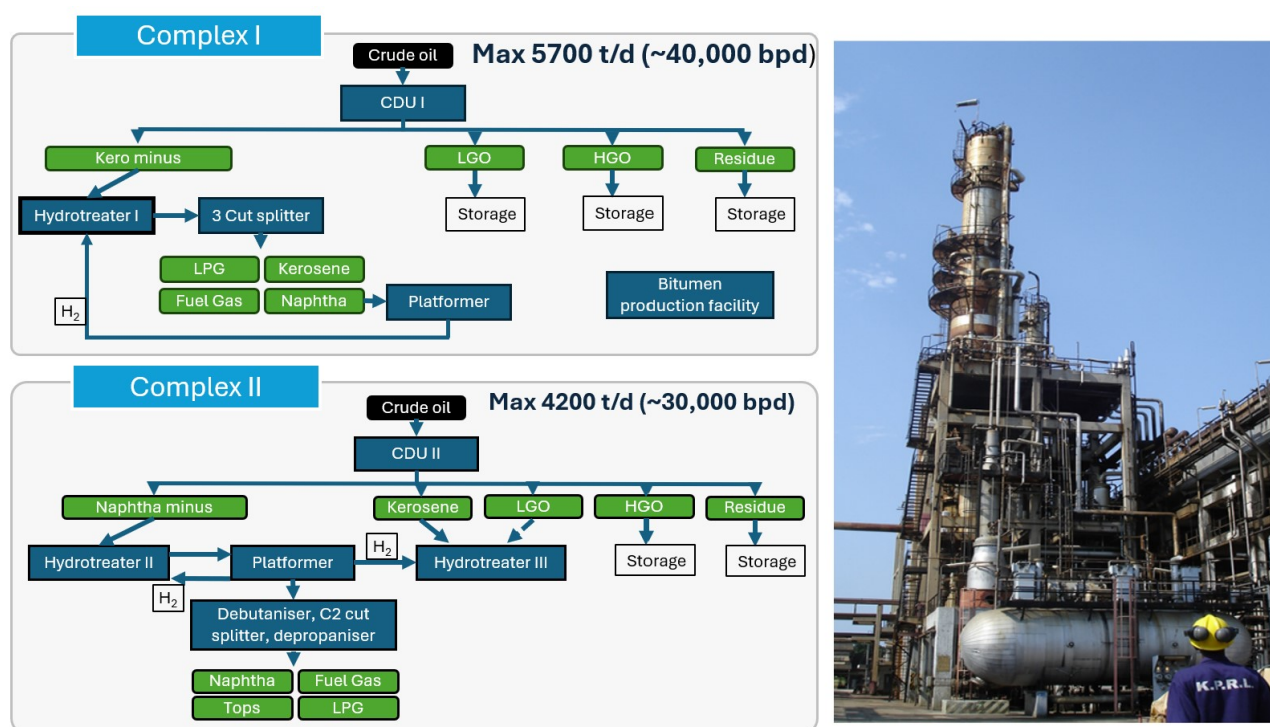 Complex I
Crude oil
Max 5700 t/d (~40,000 bpd)
CDU I
Kero minus
LGO
HGO
Residue
Hydrotreater I
3 Cut splitter
Storage
Storage
Storage
LPG
Kerosene
Fuel Gas
Naphtha
Platformer
Bitumen
production facility
H2
Complex II
Crude oil
Max 4200 t/d (~30,000 bpd)
CDU II
Naphtha minus
Kerosene
LGO
HGO
Residue
Hydrotreater II
Platformer
H2
Hydrotreater III
Storage
Storage
H2
Debutaniser, C2 cut
splitter, depropaniser
Naphtha
Fuel Gas
Tops
LPG
K.P.R.L.